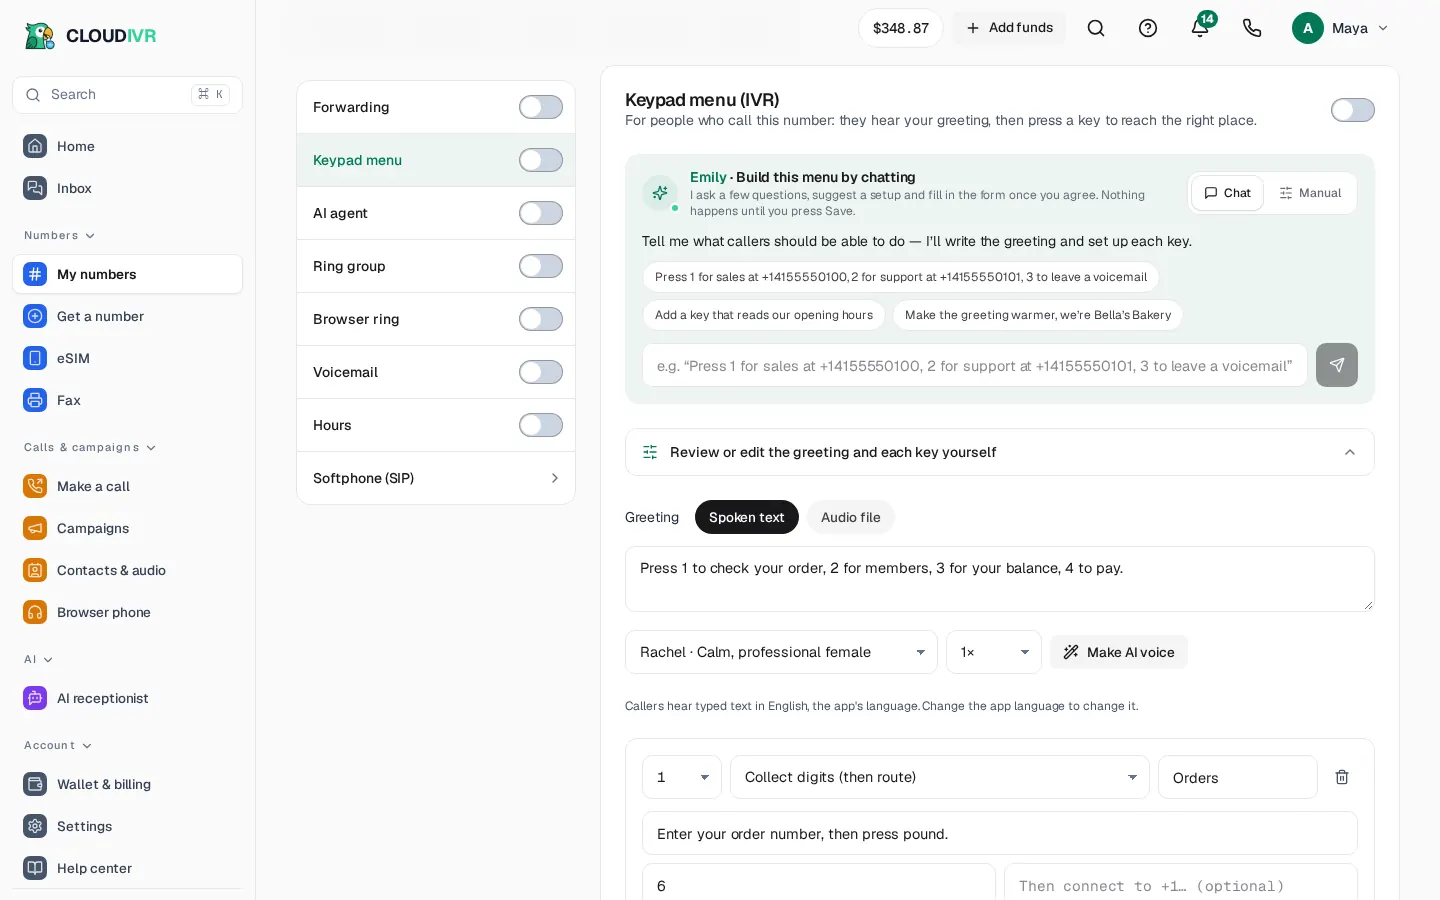 CLOUDIVR
$348.87
Add funds
14
A
Maya
Search
⌘ K
Home
Inbox
Numbers
My numbers
Get a number
eSIM
Fax
Calls & campaigns
Make a call
Campaigns
Contacts & audio
Browser phone
AI
AI receptionist
Account
Wallet & billing
Settings
Help center
Forwarding
Keypad menu
AI agent
Ring group
Browser ring
Voicemail
Hours
Softphone (SIP)
Keypad menu (IVR)
For people who call this number: they hear your greeting, then press a key to reach the right place.
Emily · Build this menu by chatting
I ask a few questions, suggest a setup and fill in the form once you agree. Nothing
happens until you press Save.
Chat
Manual
Tell me what callers should be able to do — I’ll write the greeting and set up each key.
Press 1 for sales at +14155550100, 2 for support at +14155550101, 3 to leave a voicemail
Add a key that reads our opening hours
Make the greeting warmer, we’re Bella’s Bakery
e.g. “Press 1 for sales at +14155550100, 2 for support at +14155550101, 3 to leave a voicemail”
Review or edit the greeting and each key yourself
Greeting
Spoken text
Audio file
Press 1 to check your order, 2 for members, 3 for your balance, 4 to pay.
Rachel · Calm, professional female
1×
Make AI voice
Callers hear typed text in English, the app's language. Change the app language to change it.
1
Collect digits (then route)
Orders
Enter your order number, then press pound.
6
Then connect to +1… (optional)